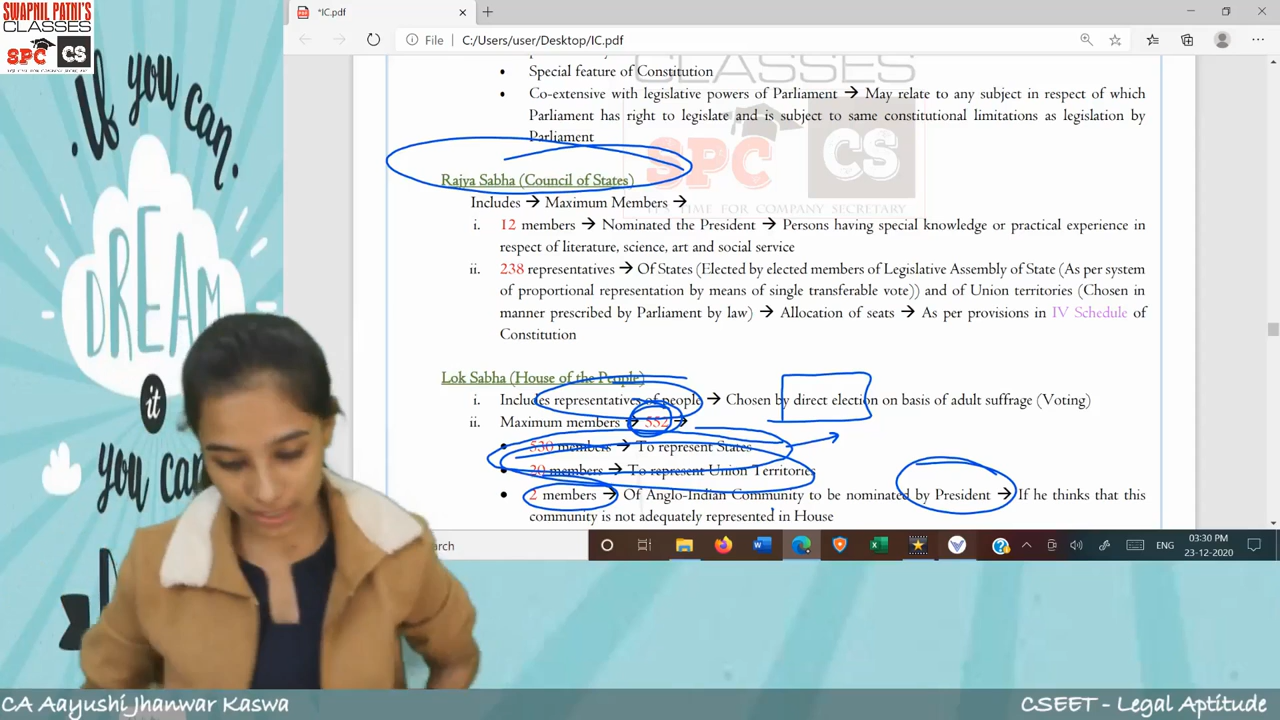 SWAPNIL PATNI'S
CLASSES
SPC CS
If you can
DREAM
it
you can
*IC.pdf
File C:/Users/user/Desktop/IC.pdf
CLASSES
• Special feature of Constitution
• Co-extensive with legislative powers of Parliament → May relate to any subject in respect of which
Parliament has right to legislate and is subject to same constitutional limitations as legislation by
Parliament
SPC CS
IT'S TIME FOR COMPANY SECRETARY
Rajya Sabha (Council of States)
Includes → Maximum Members →
i. 12 members → Nominated the President → Persons having special knowledge or practical experience in
respect of literature, science, art and social service
ii. 238 representatives → Of States (Elected by elected members of Legislative Assembly of State (As per system
of proportional representation by means of single transferable vote)) and of Union territories (Chosen in
manner prescribed by Parliament by law) → Allocation of seats → As per provisions in IV Schedule of
Constitution
Lok Sabha (House of the People)
i. Includes representatives of people → Chosen by direct election on basis of adult suffrage (Voting)
ii. Maximum members → 552 →
• 530 members → To represent States
• 20 members → To represent Union Territories
• 2 members → Of Anglo-Indian Community to be nominated by President → If he thinks that this
community is not adequately represented in House
arch
ENG
03:30 PM
23-12-2020
CA Aayushi Jhanwar Kaswa
CSEET - Legal Aptitude